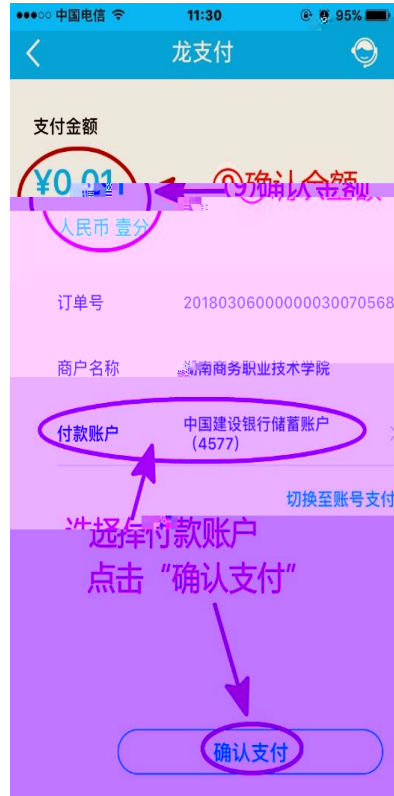 中国电信 11:30 95%
龙支付
支付金额
¥0.01
⑨确认金额
人民币 壹分
订单号 20180306000000030070568
商户名称 湖南商务职业技术学院
付款账户 中国建设银行储蓄账户
(4577)
切换至账号支付
选择付款账户
点击“确认支付”
确认支付